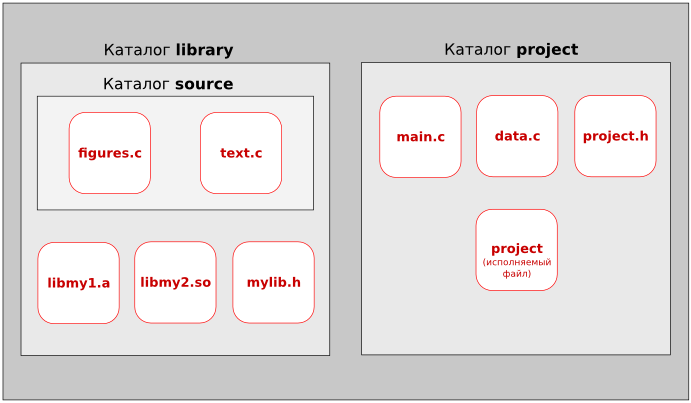 Каталог library
Каталог source
figures.c
text.c
libmy1.a
libmy2.so
mylib.h
Каталог project
main.c
data.c
project.h
project
(исполняемый
файл)